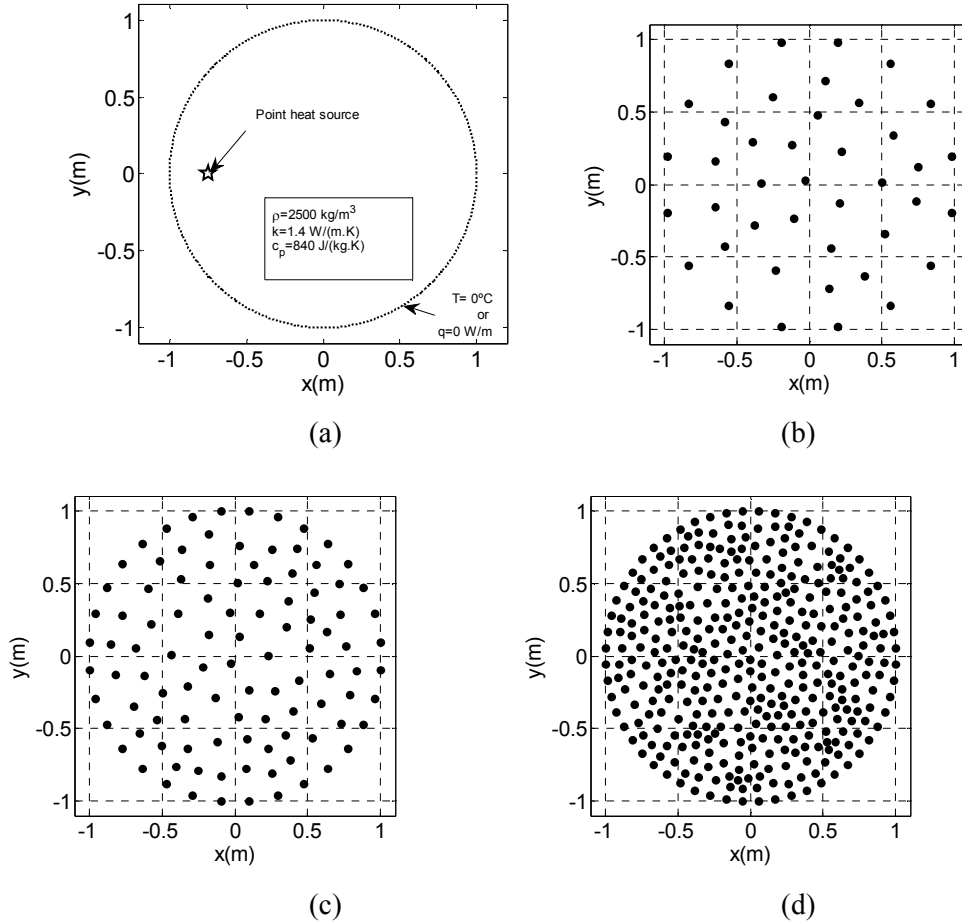 1
0.5
0
-0.5
-1
y(m)
-1 -0.5 0 0.5 1
x(m)
Point heat source
ρ=2500 kg/m³
k=1.4 W/(m.K)
c_p=840 J/(kg.K)
T= 0ºC
or
q=0 W/m
(a)
1
0.5
0
-0.5
-1
y(m)
-1 -0.5 0 0.5 1
x(m)
(b)
1
0.5
0
-0.5
-1
y(m)
-1 -0.5 0 0.5 1
x(m)
(c)
1
0.5
0
-0.5
-1
y(m)
-1 -0.5 0 0.5 1
x(m)
(d)